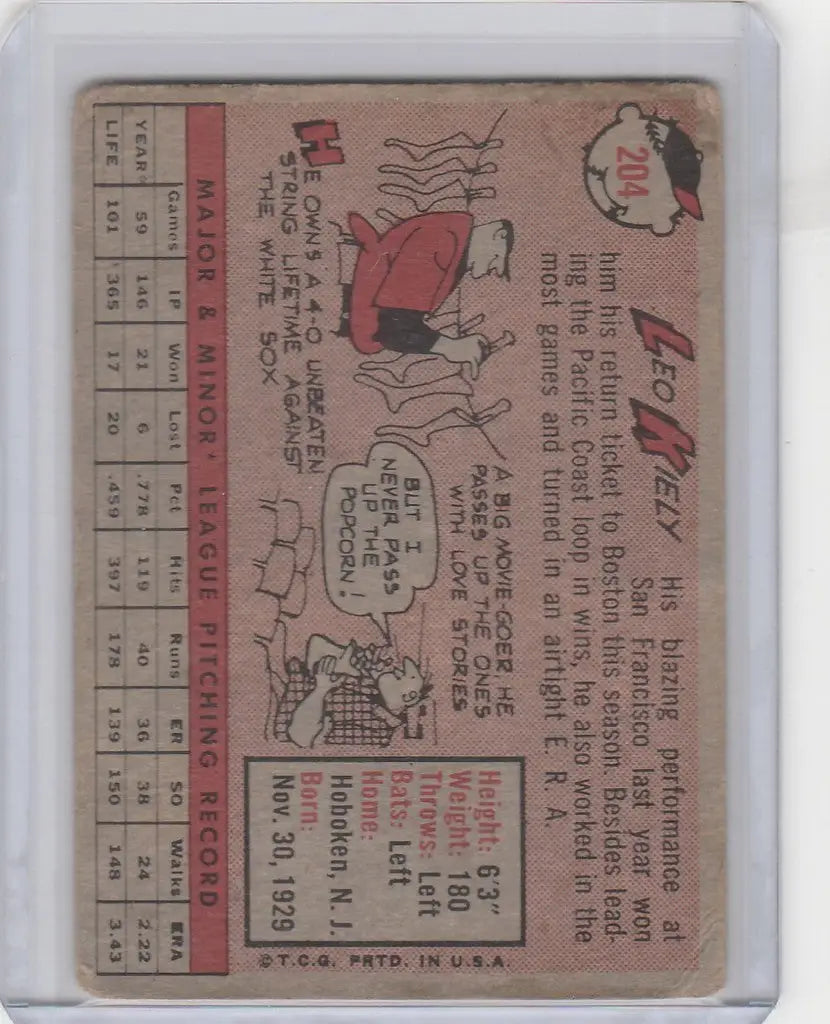 204
LEO KIELY
His blazing performance at
San Francisco last year won
him his return ticket to Boston this season. Besides lead-
ing the Pacific Coast loop in wins, he also worked in the
most games and turned in an airtight E. R. A.
HE OWNS A 4-0 UNBEATEN
STRING LIFETIME AGAINST
THE WHITE SOX
A BIG MOVIE-GOER, HE
PASSES UP THE ONES
WITH LOVE STORIES
BUT I
NEVER PASS
UP THE
POPCORN!
Height: 6'3"
Weight: 180
Throws: Left
Bats: Left
Home:
Hoboken, N. J.
Born:
Nov. 30, 1929
©T.C.G. PRTD. IN U.S.A.
MAJOR & MINOR* LEAGUE PITCHING RECORD
Games IP Won Lost Pct Hits Runs ER SO Walks ERA
YEAR* 59 146 21 6 .778 119 40 36 38 24 2.22
LIFE 101 365 17 20 .459 397 178 139 150 148 3.43